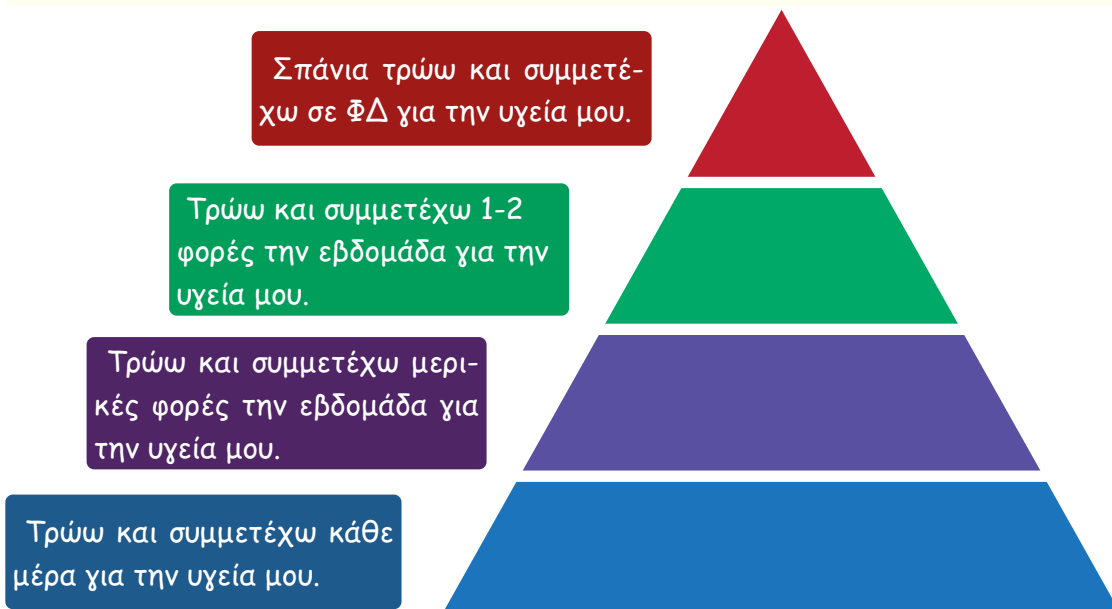 Σπάνια τρώω και συμμετέ-
χω σε ΦΔ για την υγεία μου.
Τρώω και συμμετέχω 1-2
φορές την εβδομάδα για την
υγεία μου.
Τρώω και συμμετέχω μερι-
κές φορές την εβδομάδα για
την υγεία μου.
Τρώω και συμμετέχω κάθε
μέρα για την υγεία μου.